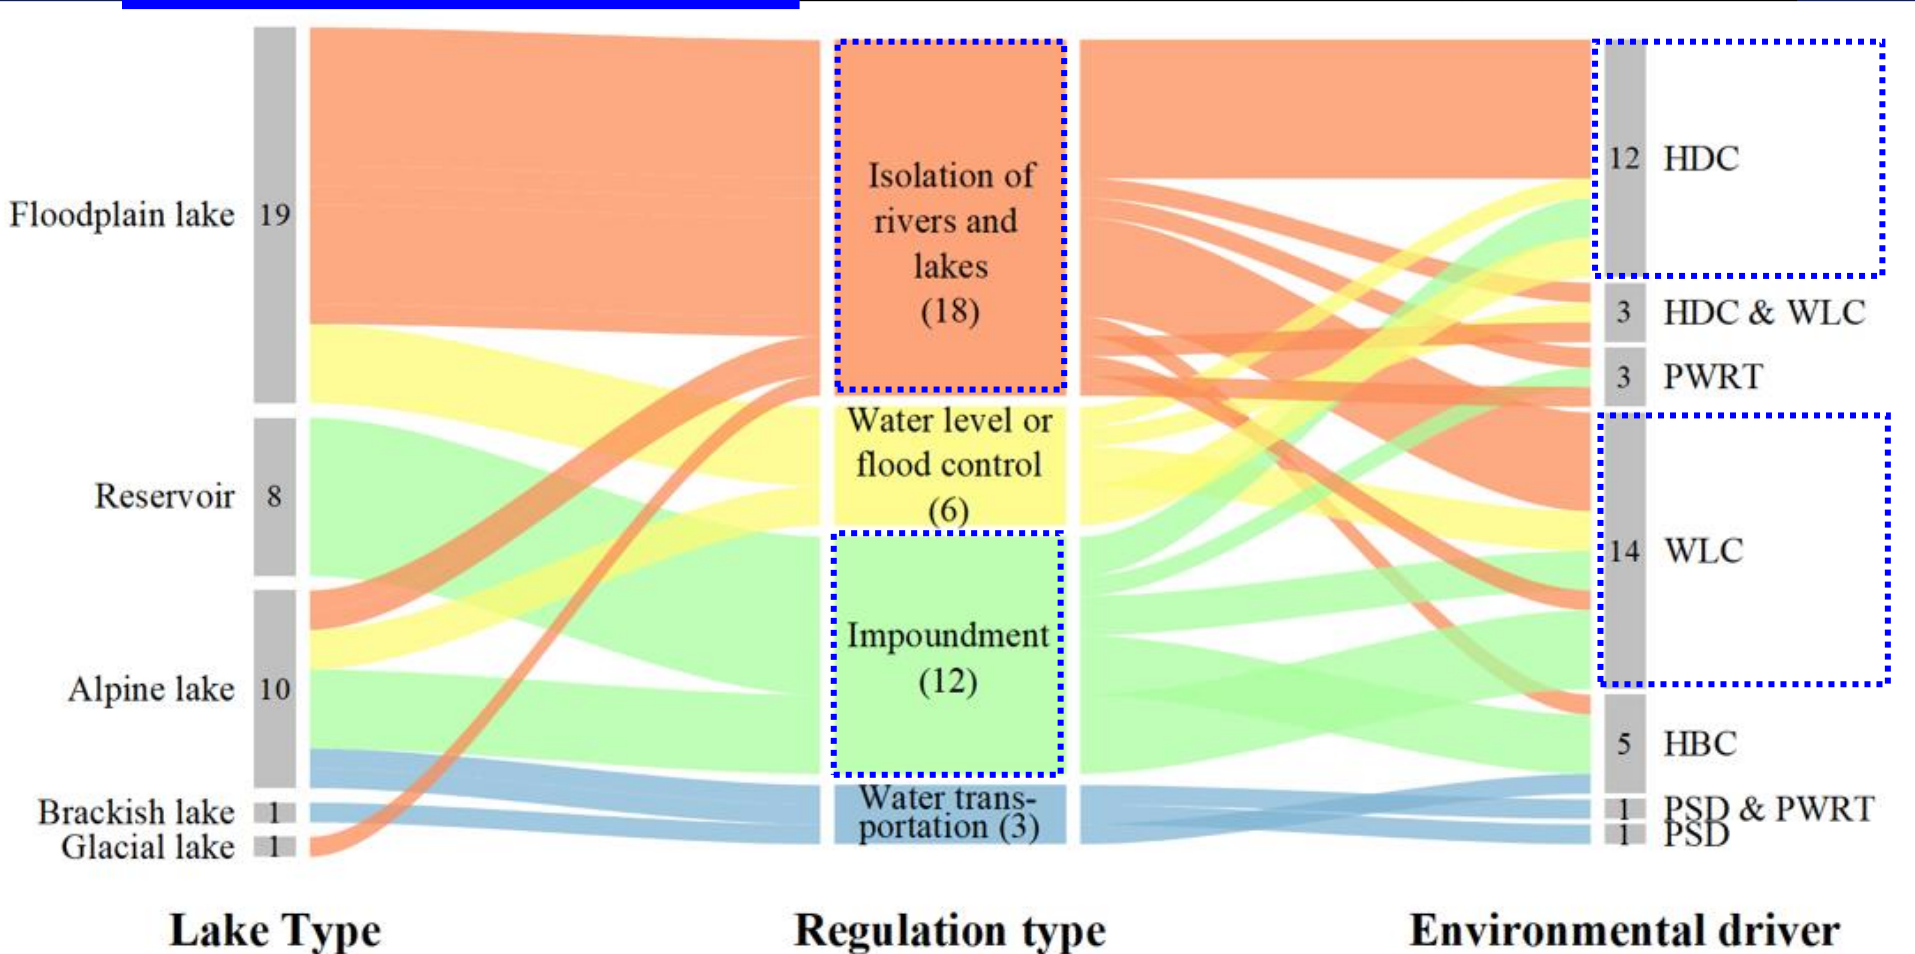 Floodplain lake
19
Reservoir
8
Alpine lake
10
Brackish lake
1
Glacial lake
1
Isolation of
rivers and
lakes
(18)
Water level or
flood control
(6)
Impoundment
(12)
Water trans-
portation (3)
12 HDC
3 HDC & WLC
3 PWRT
14 WLC
5 HBC
1 PSD & PWRT
1 PSD
Lake Type
Regulation type
Environmental driver